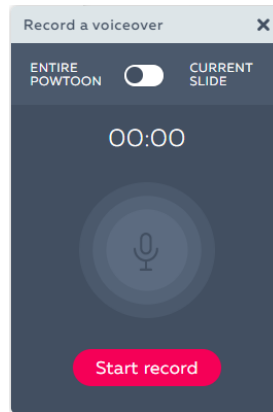 Record a voiceover
ENTIRE
POWTOON
CURRENT
SLIDE
00:00
Start record